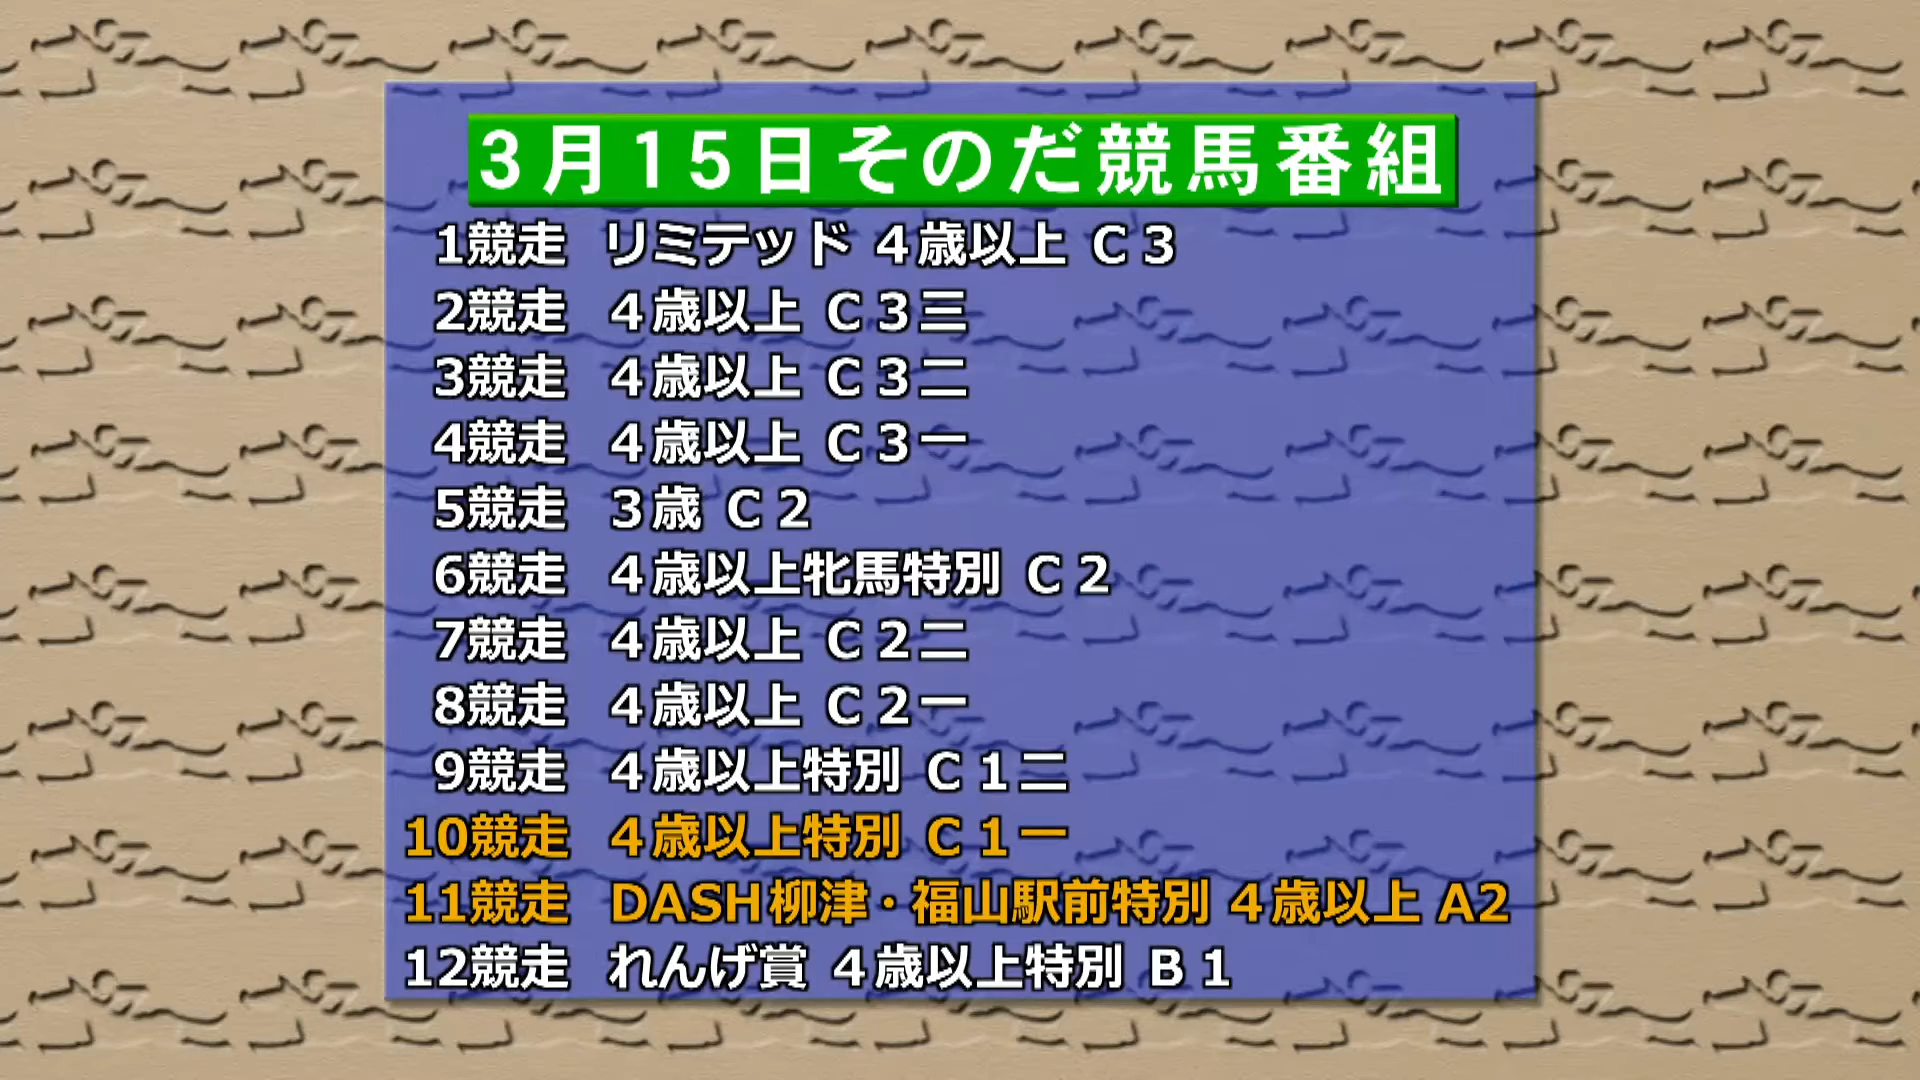 ３月１５日そのだ競馬番組
1競走 リミテッド ４歳以上 Ｃ３
2競走 ４歳以上 Ｃ３三
3競走 ４歳以上 Ｃ３二
4競走 ４歳以上 Ｃ３一
5競走 ３歳 Ｃ２
6競走 ４歳以上牝馬特別 Ｃ２
7競走 ４歳以上 Ｃ２二
8競走 ４歳以上 Ｃ２一
9競走 ４歳以上特別 Ｃ１二
10競走 ４歳以上特別 Ｃ１一
11競走 DASH柳津・福山駅前特別 ４歳以上 A2
12競走 れんげ賞 ４歳以上特別 Ｂ１